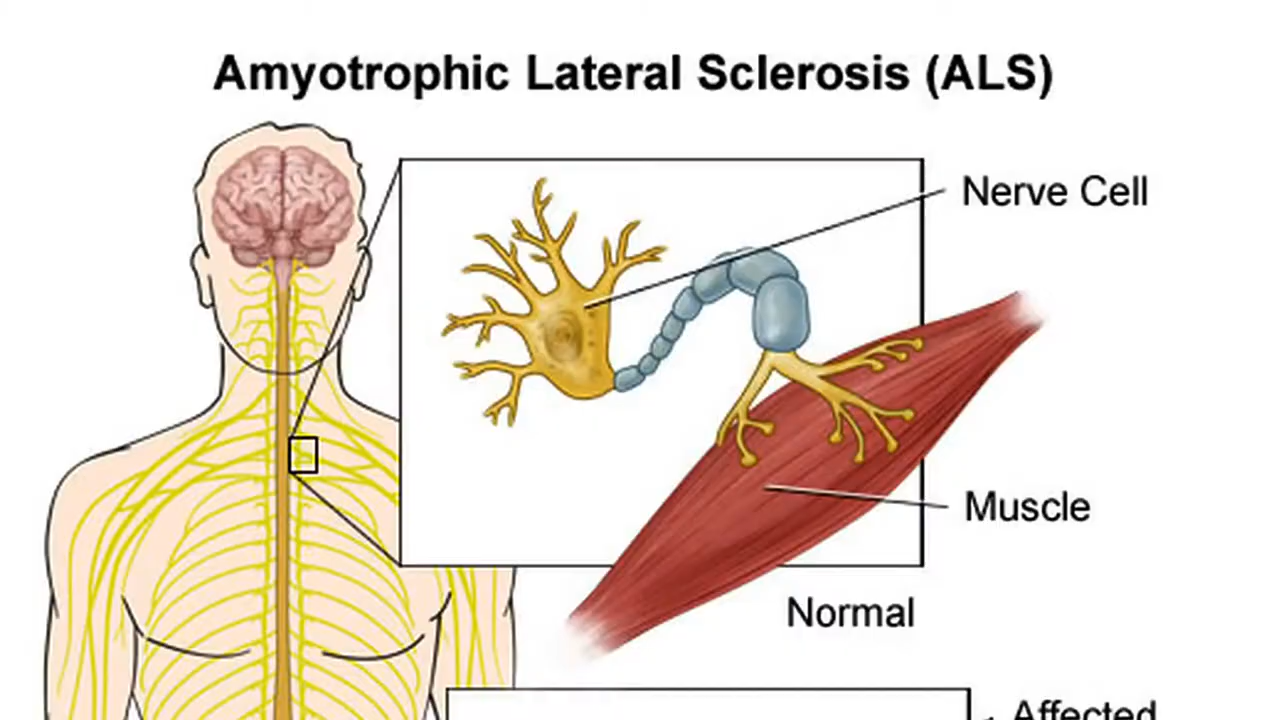 Amyotrophic Lateral Sclerosis (ALS)
Nerve Cell
Muscle
Normal
Affected